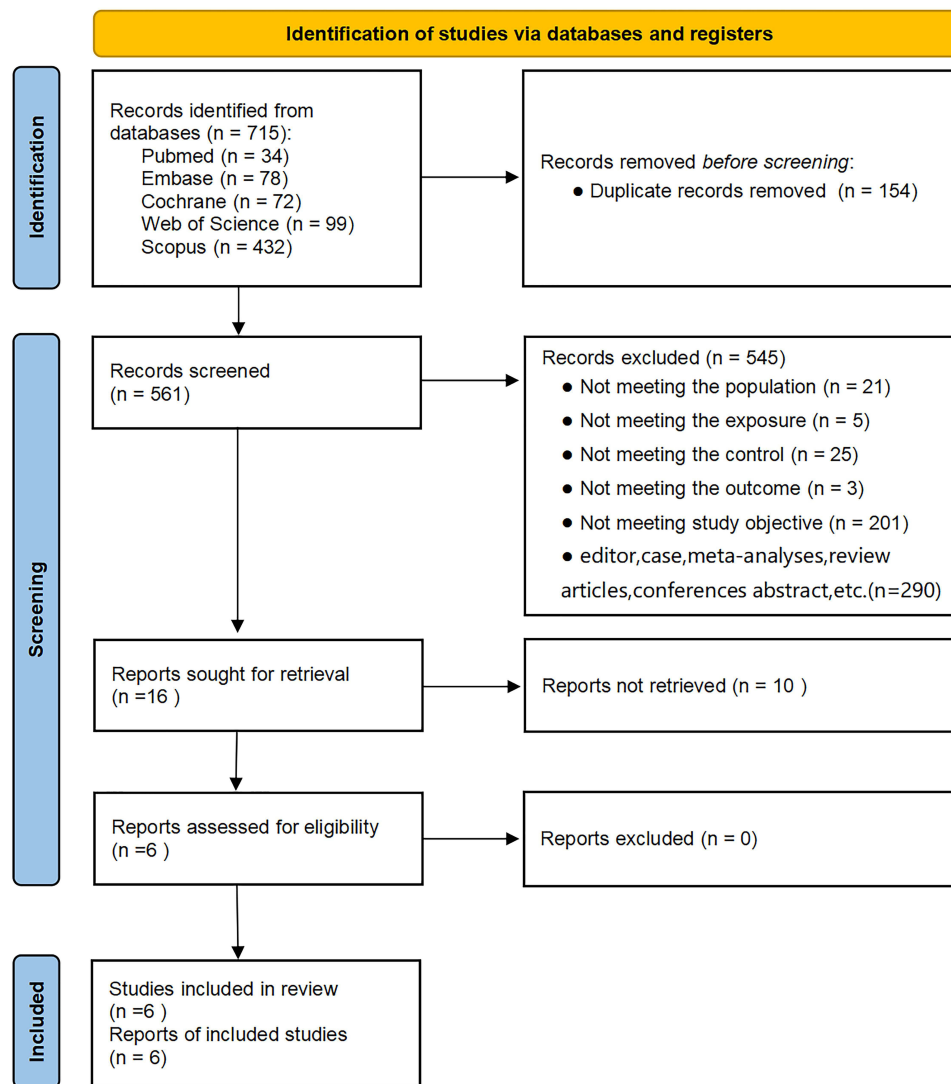 Identification of studies via databases and registers
Identification
Records identified from
databases (n = 715):
Pubmed (n = 34)
Embase (n = 78)
Cochrane (n = 72)
Web of Science (n = 99)
Scopus (n = 432)
Records removed before screening:
● Duplicate records removed (n = 154)
Screening
Records screened
(n = 561)
Records excluded (n = 545)
● Not meeting the population (n = 21)
● Not meeting the exposure (n = 5)
● Not meeting the control (n = 25)
● Not meeting the outcome (n = 3)
● Not meeting study objective (n = 201)
● editor,case,meta-analyses,review
articles,conferences abstract,etc.(n=290)
Reports sought for retrieval
(n =16 )
Reports not retrieved (n = 10 )
Reports assessed for eligibility
(n =6 )
Reports excluded (n = 0)
Included
Studies included in review
(n =6 )
Reports of included studies
(n = 6)